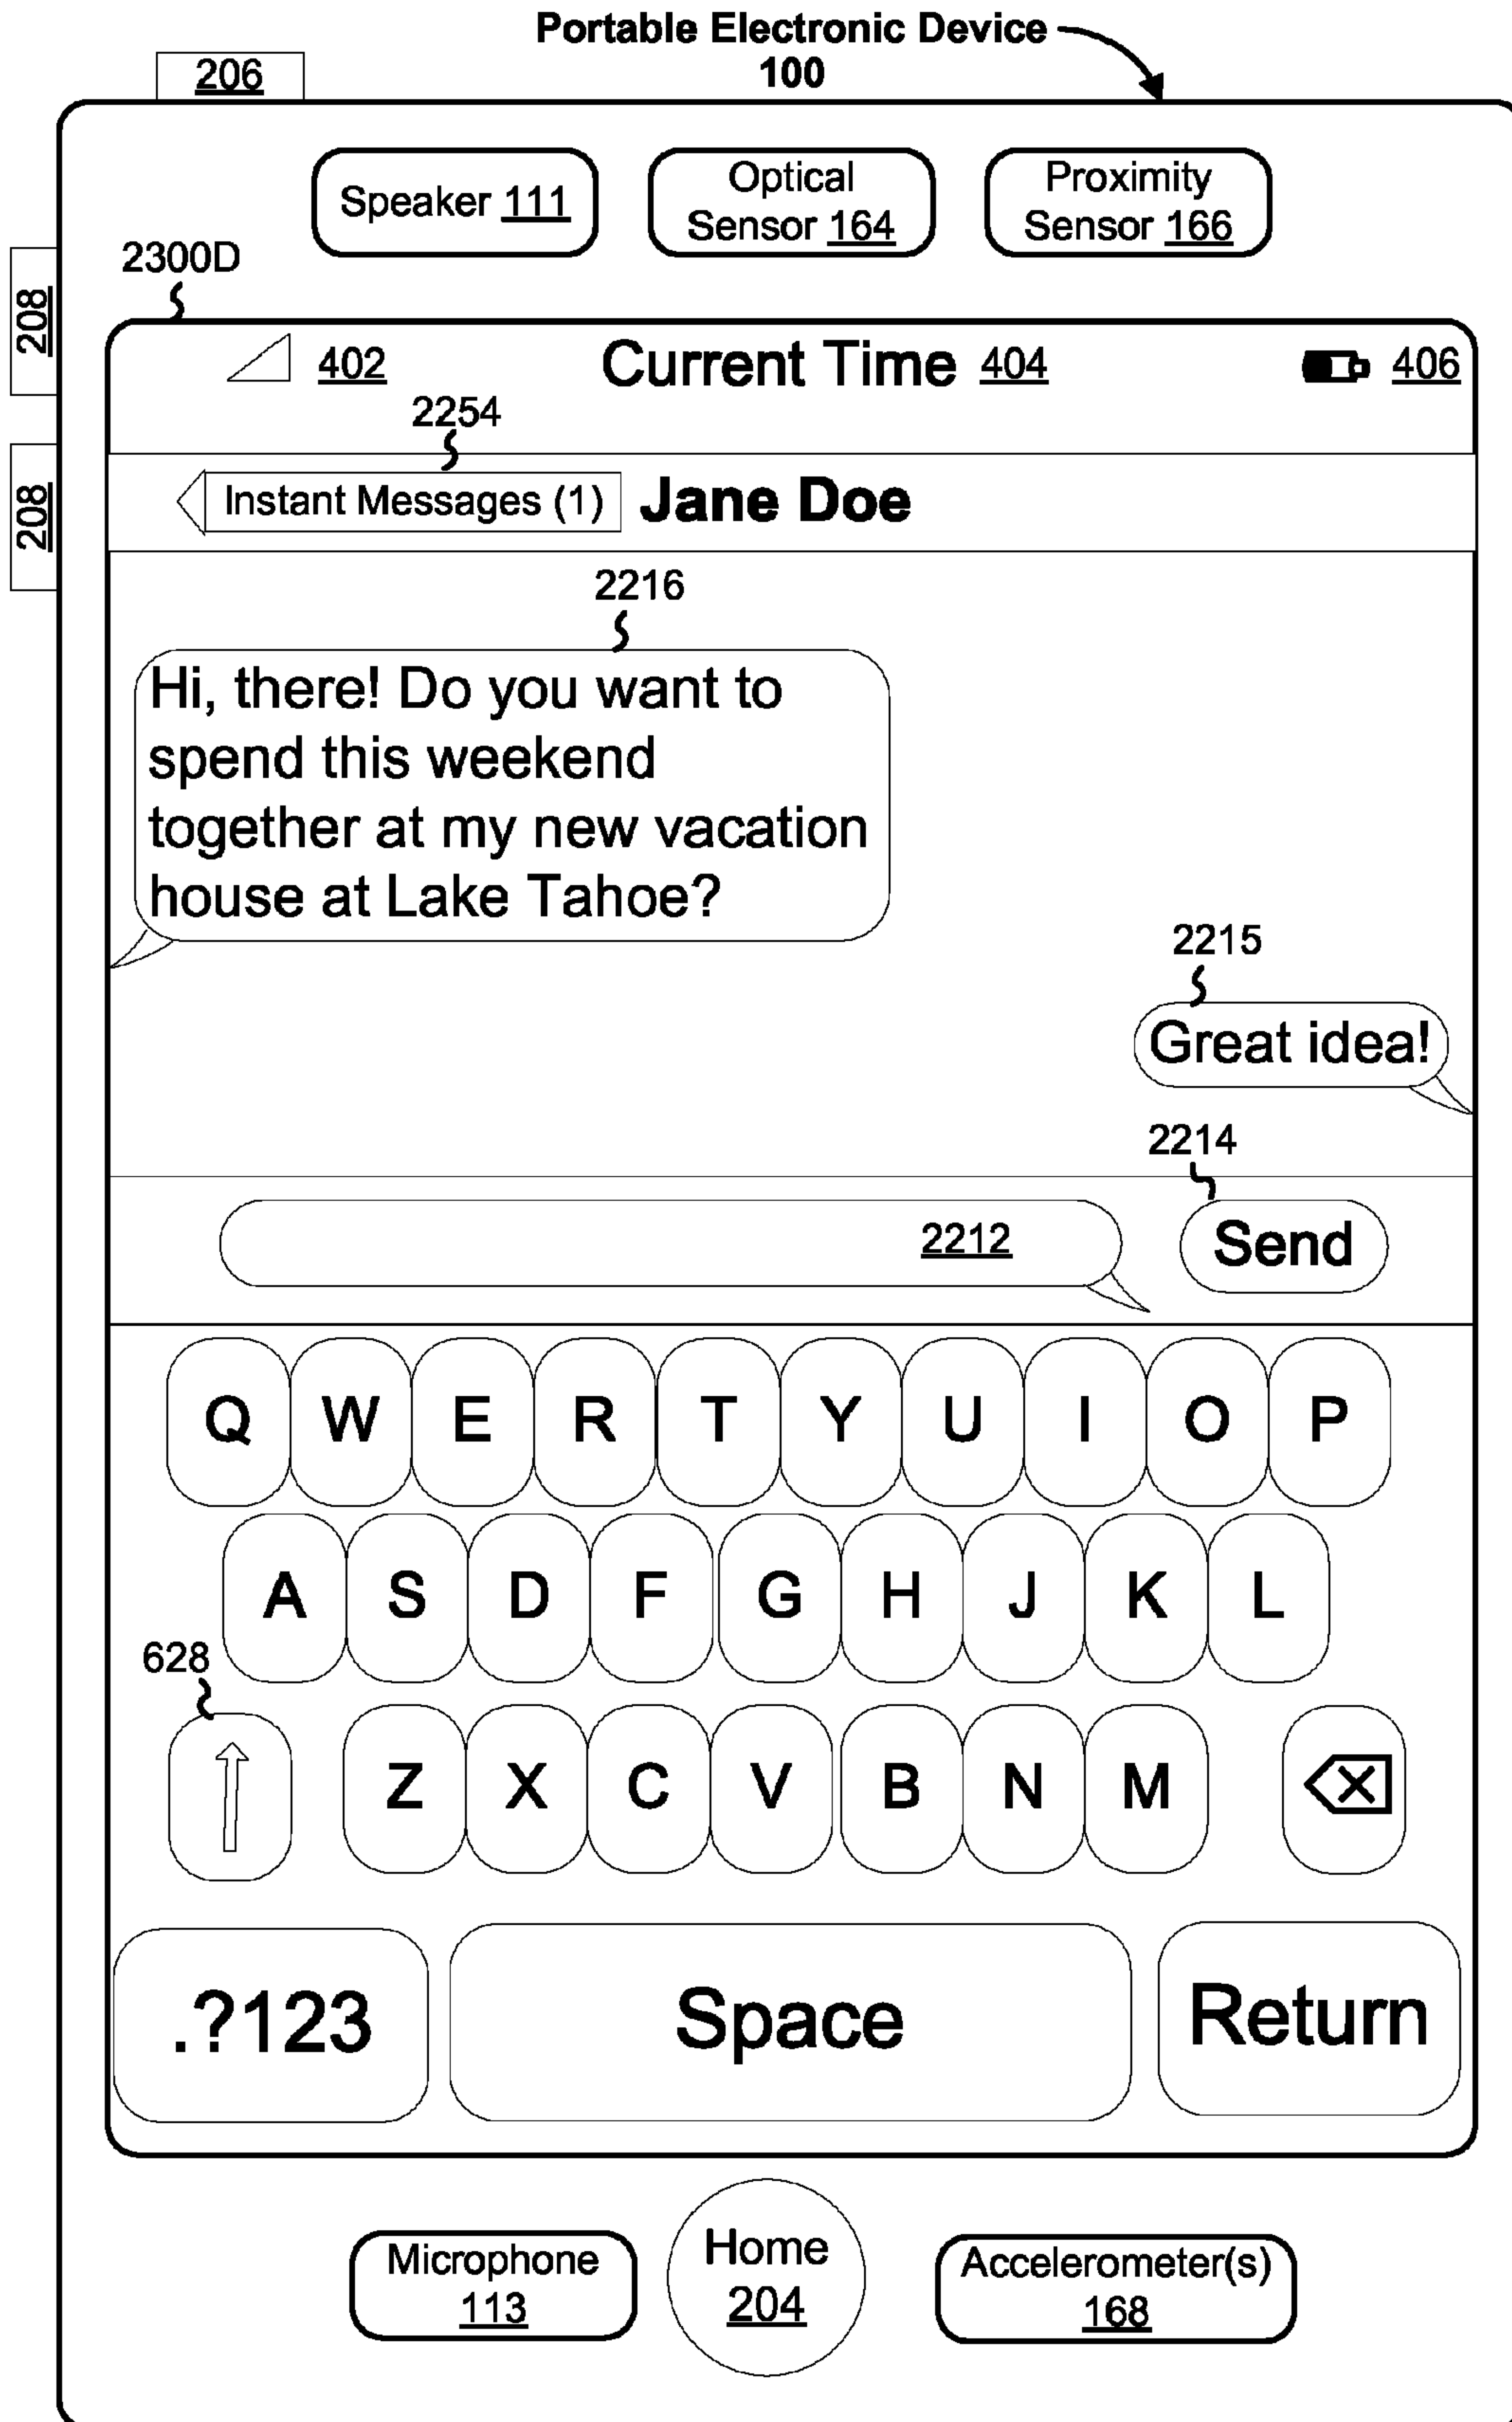 Portable Electronic Device
100
206
Speaker 111
Optical
Sensor 164
Proximity
Sensor 166
2300D
208
208
402
Current Time 404
406
2254
Instant Messages (1)
Jane Doe
2216
Hi, there! Do you want to
spend this weekend
together at my new vacation
house at Lake Tahoe?
2215
Great idea!
2214
2212
Send
Q W E R T Y U I O P
A S D F G H J K L
628
Z X C V B N M
.?123
Space
Return
Microphone
113
Home
204
Accelerometer(s)
168